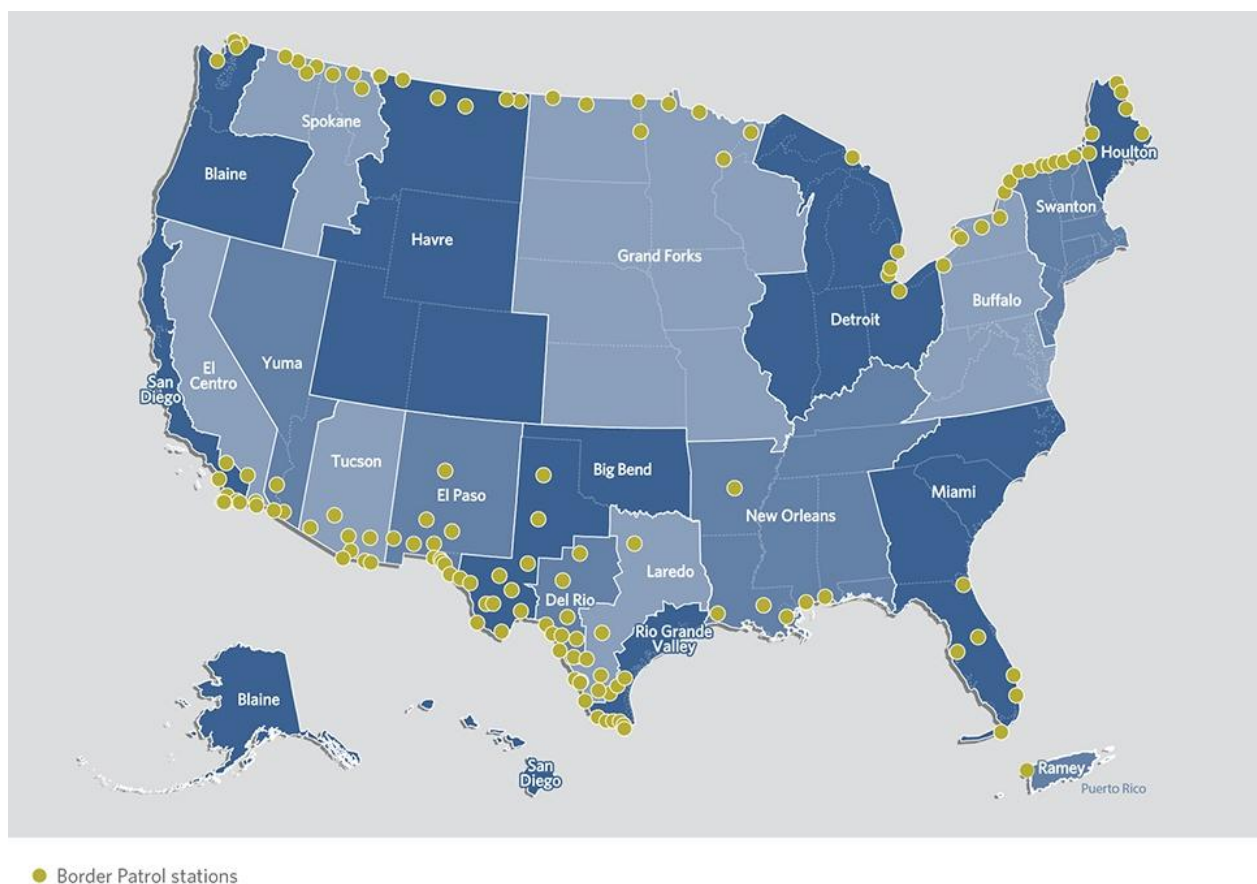 Spokane
Blaine
Havre
Grand Forks
Houlton
Swanton
Buffalo
Detroit
Yuma
El
Centro
San
Diego
Tucson
El Paso
Big Bend
New Orleans
Miami
Laredo
Del Rio
Rio Grande
Valley
Blaine
San
Diego
Ramey
Puerto Rico
Border Patrol stations